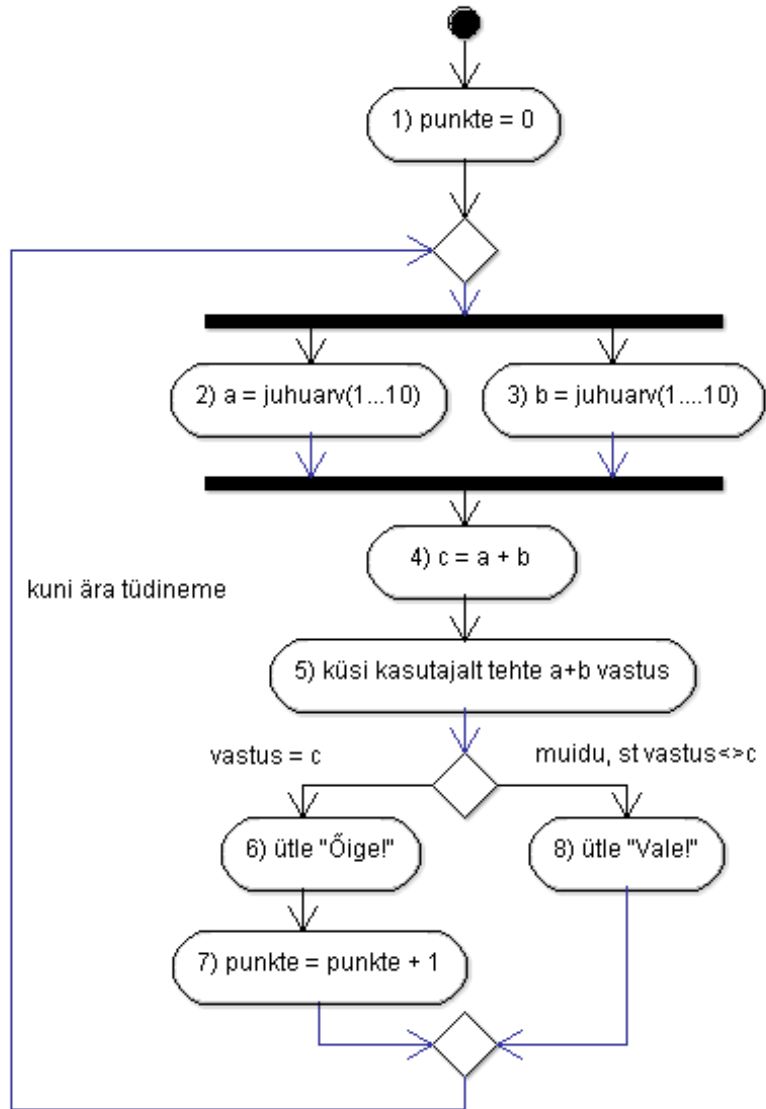 1) punkte = 0
2) a = juhuarv(1...10)
3) b = juhuarv(1....10)
4) c = a + b
kuni ära tüdineme
5) küsi kasutajalt tehte a+b vastus
vastus = c
muidu, st vastus<>c
6) ütle "Õige!"
8) ütle "Vale!"
7) punkte = punkte + 1